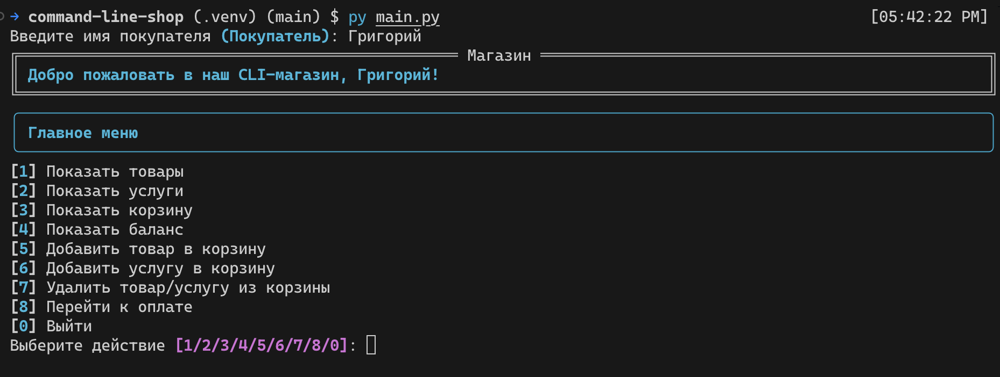 → command-line-shop (.venv) (main) $ py main.py [05:42:22 PM]
Введите имя покупателя (Покупатель): Григорий
Магазин
Добро пожаловать в наш CLI-магазин, Григорий!
Главное меню
[1] Показать товары
[2] Показать услуги
[3] Показать корзину
[4] Показать баланс
[5] Добавить товар в корзину
[6] Добавить услугу в корзину
[7] Удалить товар/услугу из корзины
[8] Перейти к оплате
[0] Выйти
Выберите действие [1/2/3/4/5/6/7/8/0]: